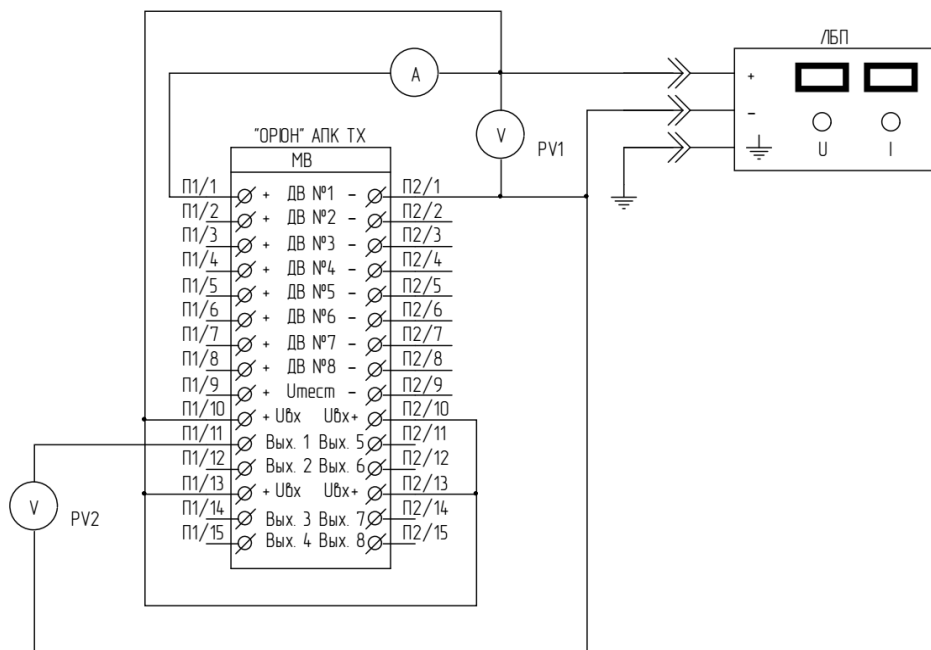 ЛБП
A
+
V
PV1
-
U
I
"ОРІОН" АПК ТХ
МВ
П1/1 + ДВ №1 - П2/1
П1/2 + ДВ №2 - П2/2
П1/3 + ДВ №3 - П2/3
П1/4 + ДВ №4 - П2/4
П1/5 + ДВ №5 - П2/5
П1/6 + ДВ №6 - П2/6
П1/7 + ДВ №7 - П2/7
П1/8 + ДВ №8 - П2/8
П1/9 + Uтест - П2/9
П1/10 + Uвх Uвх+ П2/10
П1/11 Вых. 1 Вых. 5 П2/11
П1/12 Вых. 2 Вых. 6 П2/12
П1/13 + Uвх Uвх+ П2/13
П1/14 Вых. 3 Вых. 7 П2/14
П1/15 Вых. 4 Вых. 8 П2/15
V
PV2